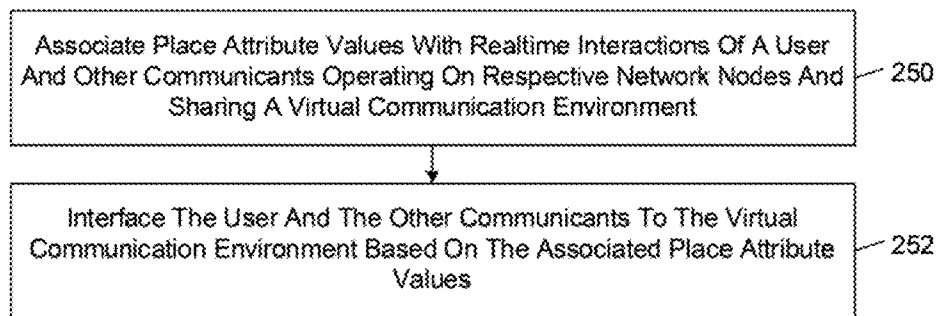 Associate Place Attribute Values With Realtime Interactions Of A User
And Other Communicants Operating On Respective Network Nodes And
Sharing A Virtual Communication Environment
250
Interface The User And The Other Communicants To The Virtual
Communication Environment Based On The Associated Place Attribute
Values
252